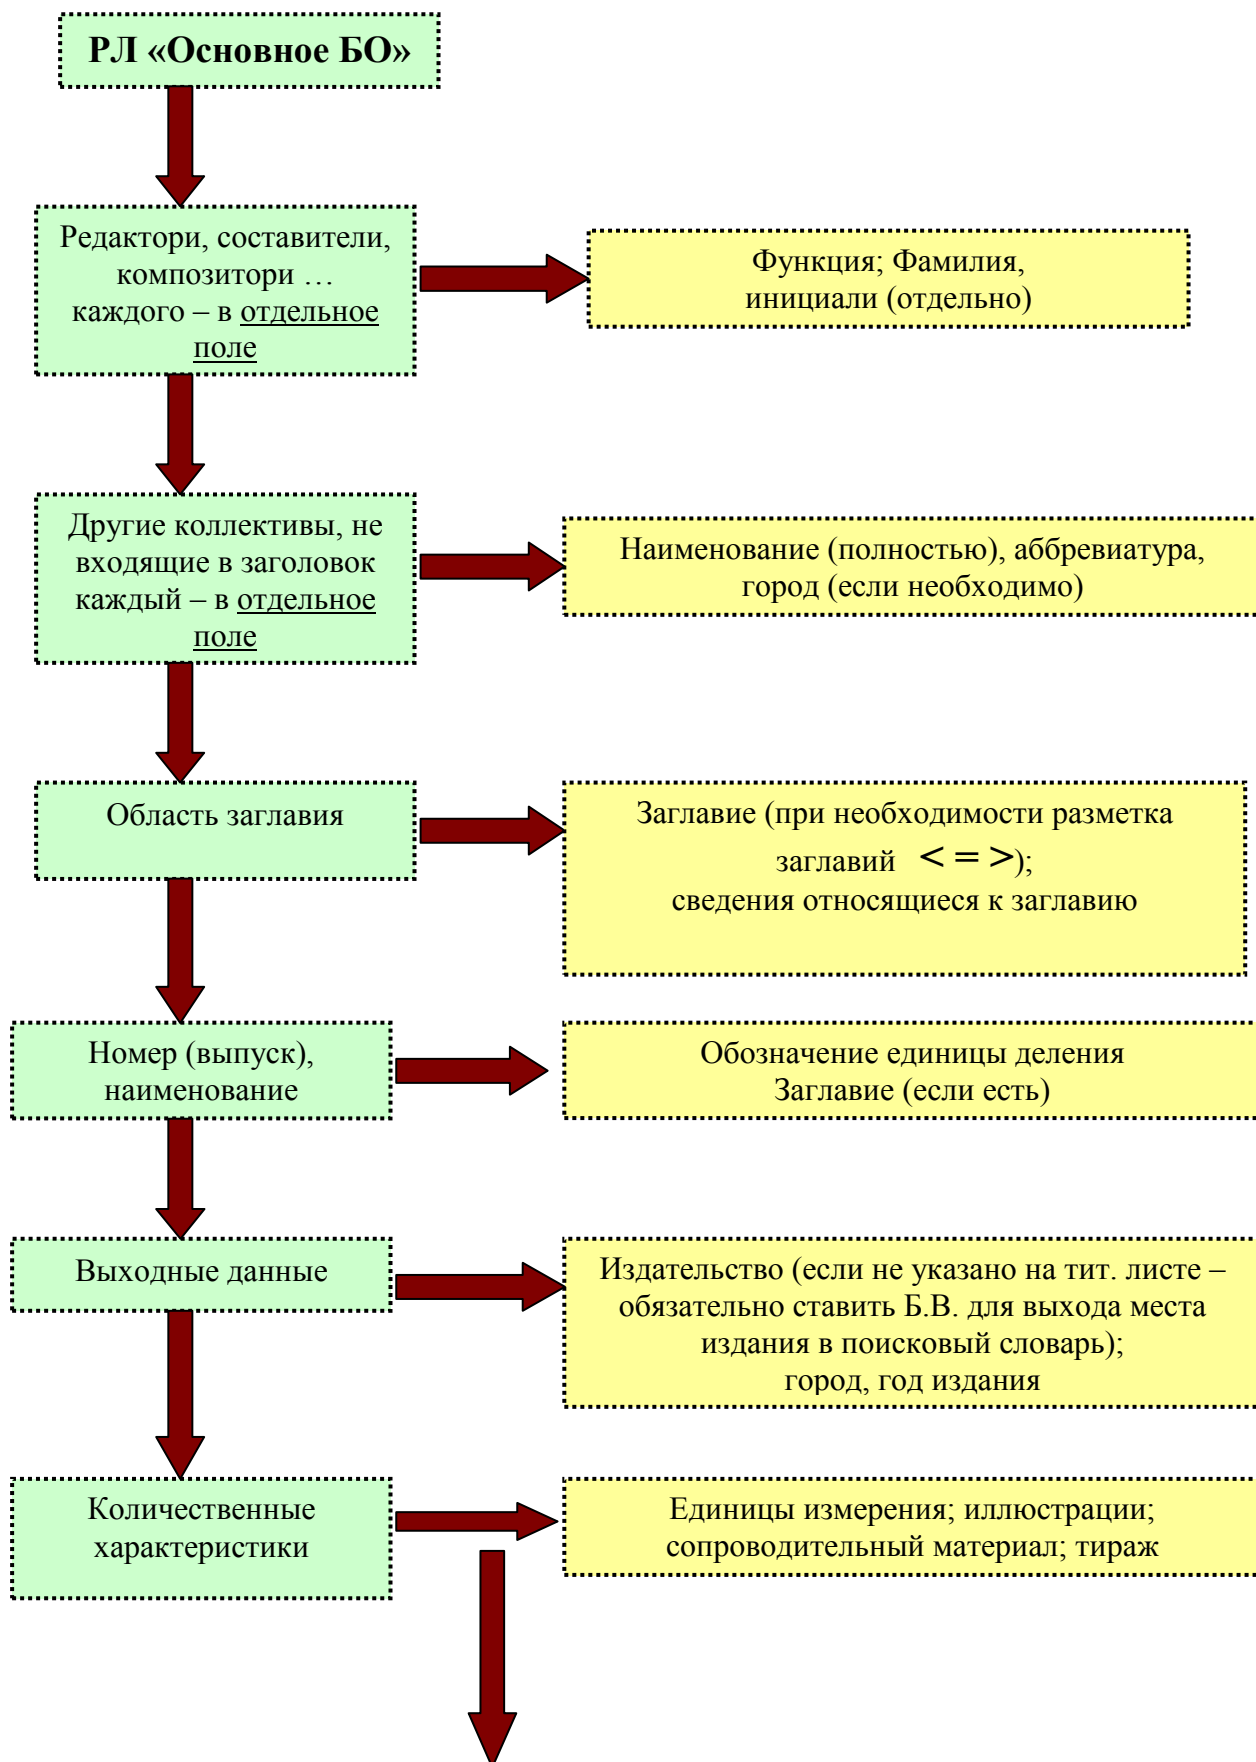 РЛ «Основное БО»
Редактори, составители,
композитори …
каждого – в отдельное
поле
Функция; Фамилия,
инициали (отдельно)
Другие коллективы, не
входящие в заголовок
каждый – в отдельное
поле
Наименование (полностью), аббревиатура,
город (если необходимо)
Область заглавия
Заглавие (при необходимости разметка
заглавий < = >);
сведения относящиеся к заглавию
Номер (выпуск),
наименование
Обозначение единицы деления
Заглавие (если есть)
Выходные данные
Издательство (если не указано на тит. листе –
обязательно ставить Б.В. для выхода места
издания в поисковый словарь);
город, год издания
Количественные
характеристики
Единицы измерения; иллюстрации;
сопроводительный материал; тираж